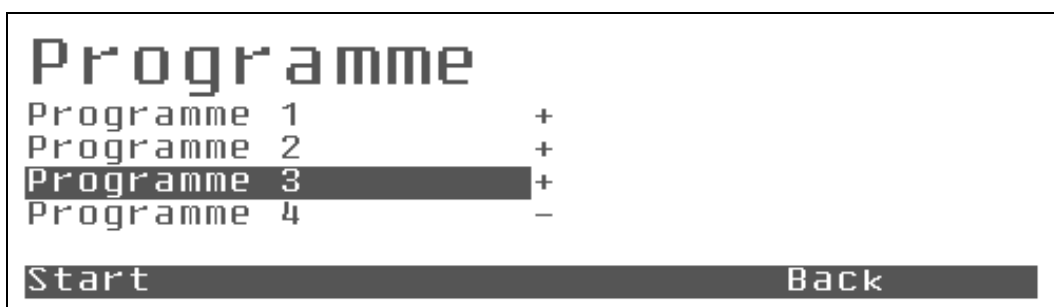 Programme
Programme 1 +
Programme 2 +
Programme 3 +
Programme 4 -
Start Back